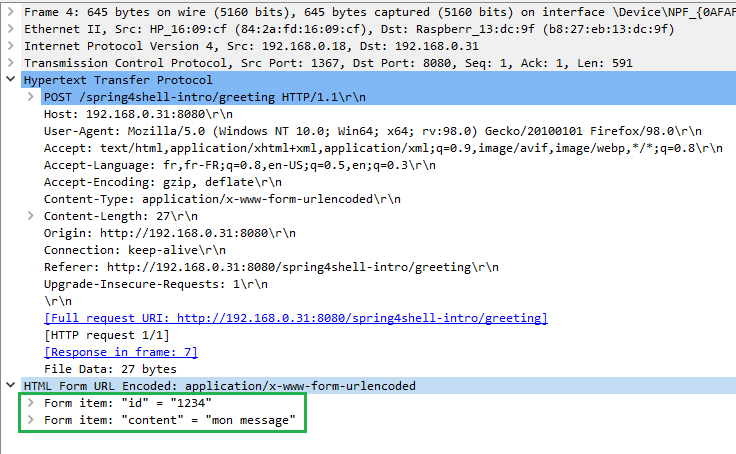 Frame 4: 645 bytes on wire (5160 bits), 645 bytes captured (5160 bits) on interface \Device\NPF_{0AFAF
Ethernet II, Src: HP_16:09:cf (84:2a:fd:16:09:cf), Dst: Raspberr_13:dc:9f (b8:27:eb:13:dc:9f)
Internet Protocol Version 4, Src: 192.168.0.18, Dst: 192.168.0.31
Transmission Control Protocol, Src Port: 1367, Dst Port: 8080, Seq: 1, Ack: 1, Len: 591
Hypertext Transfer Protocol
POST /spring4shell-intro/greeting HTTP/1.1\r\n
Host: 192.168.0.31:8080\r\n
User-Agent: Mozilla/5.0 (Windows NT 10.0; Win64; x64; rv:98.0) Gecko/20100101 Firefox/98.0\r\n
Accept: text/html,application/xhtml+xml,application/xml;q=0.9,image/avif,image/webp,*/*;q=0.8\r\n
Accept-Language: fr,fr-FR;q=0.8,en-US;q=0.5,en;q=0.3\r\n
Accept-Encoding: gzip, deflate\r\n
Content-Type: application/x-www-form-urlencoded\r\n
Content-Length: 27\r\n
Origin: http://192.168.0.31:8080\r\n
Connection: keep-alive\r\n
Referer: http://192.168.0.31:8080/spring4shell-intro/greeting\r\n
Upgrade-Insecure-Requests: 1\r\n
\r\n
[Full request URI: http://192.168.0.31:8080/spring4shell-intro/greeting]
[HTTP request 1/1]
[Response in frame: 7]
File Data: 27 bytes
HTML Form URL Encoded: application/x-www-form-urlencoded
Form item: "id" = "1234"
Form item: "content" = "mon message"